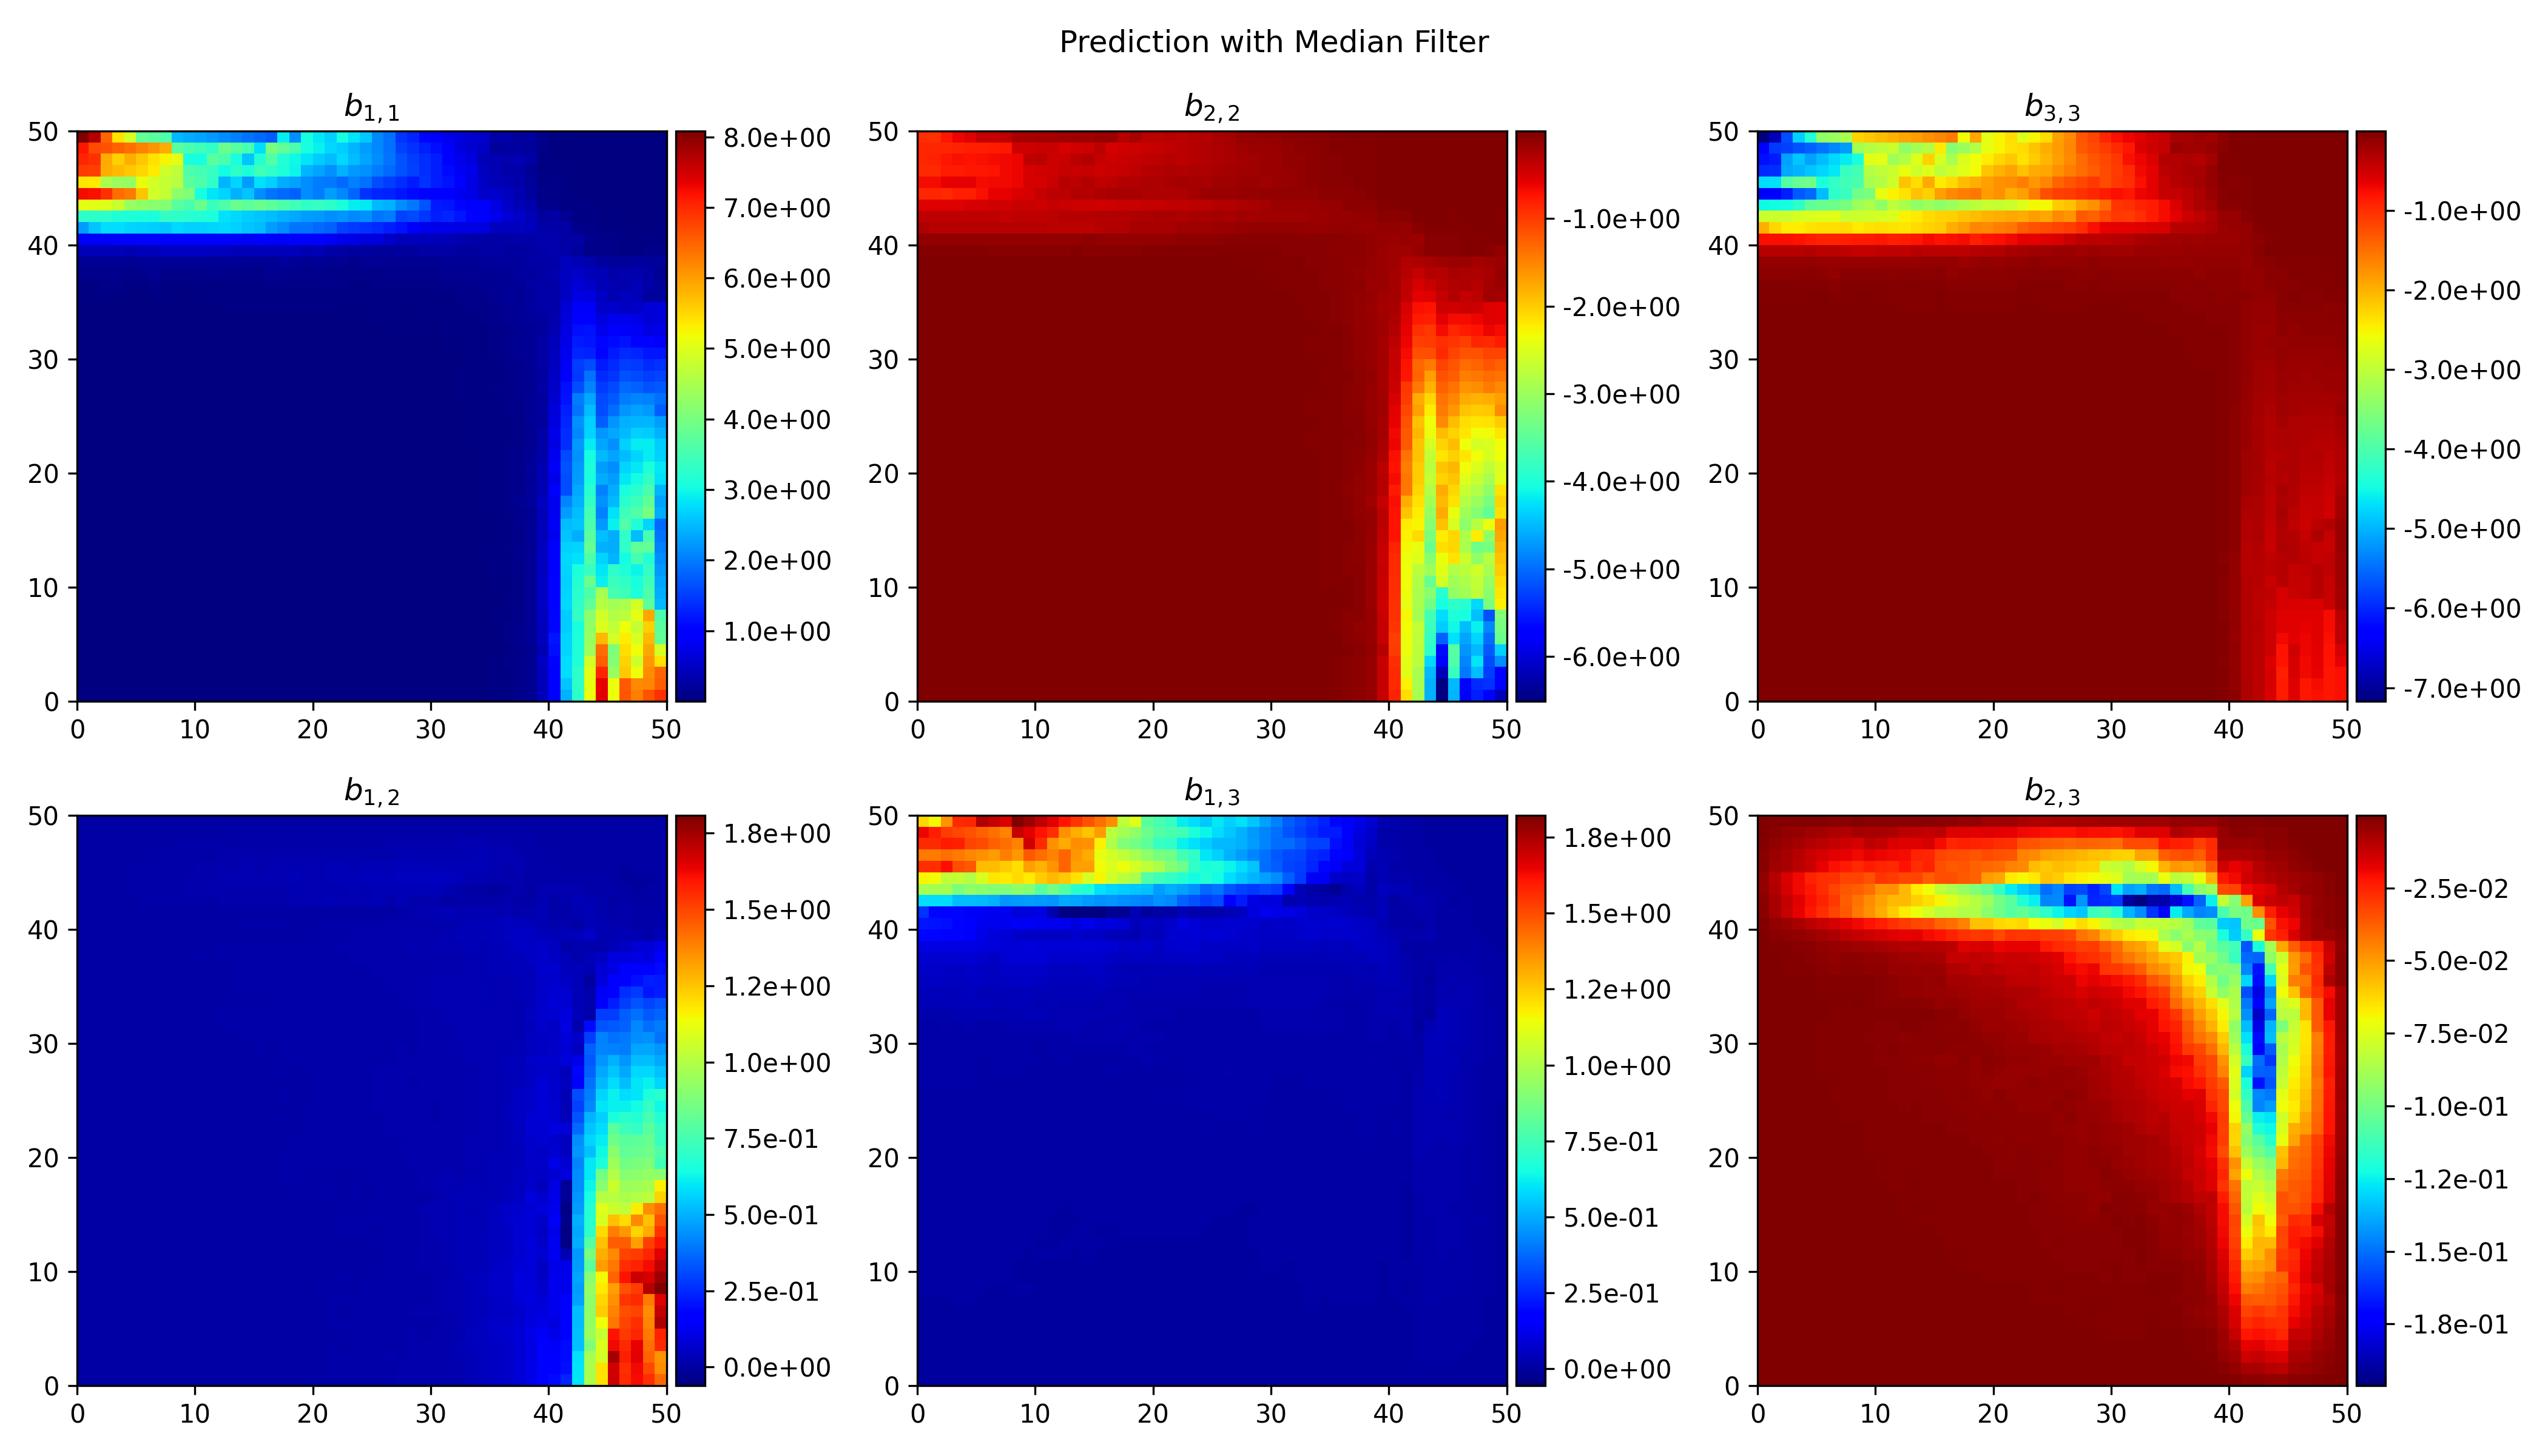 Prediction with Median Filter
b1,1
b2,2
b3,3
50
40
30
20
10
0
0 10 20 30 40 50
8.0e+00
7.0e+00
6.0e+00
5.0e+00
4.0e+00
3.0e+00
2.0e+00
1.0e+00
50
40
30
20
10
0
0 10 20 30 40 50
-1.0e+00
-2.0e+00
-3.0e+00
-4.0e+00
-5.0e+00
-6.0e+00
50
40
30
20
10
0
0 10 20 30 40 50
-1.0e+00
-2.0e+00
-3.0e+00
-4.0e+00
-5.0e+00
-6.0e+00
-7.0e+00
b1,2
b1,3
b2,3
50
40
30
20
10
0
0 10 20 30 40 50
1.8e+00
1.5e+00
1.2e+00
1.0e+00
7.5e-01
5.0e-01
2.5e-01
0.0e+00
50
40
30
20
10
0
0 10 20 30 40 50
1.8e+00
1.5e+00
1.2e+00
1.0e+00
7.5e-01
5.0e-01
2.5e-01
0.0e+00
50
40
30
20
10
0
0 10 20 30 40 50
-2.5e-02
-5.0e-02
-7.5e-02
-1.0e-01
-1.2e-01
-1.5e-01
-1.8e-01